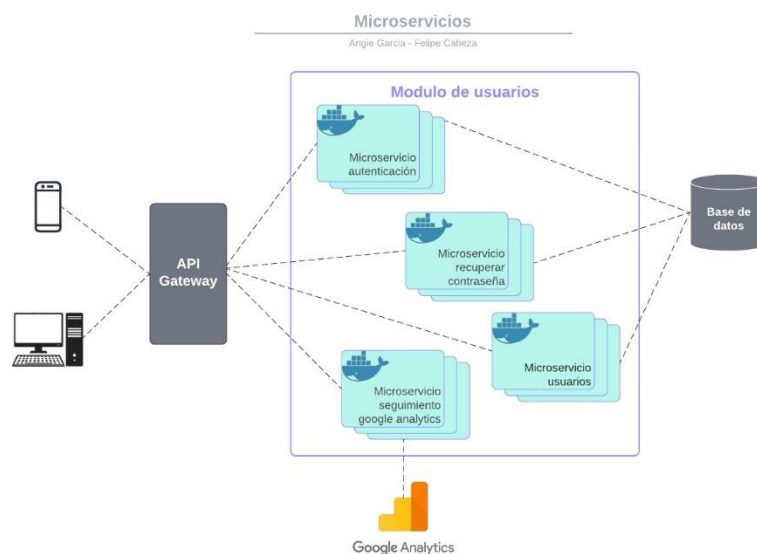 Microservicios
Angie Garcia - Felipe Cabeza
Modulo de usuarios
Microservicio
autenticación
Microservicio
recuperar
contraseña
Microservicio
usuarios
Microservicio
seguimiento
google analytics
API
Gateway
Base de
datos
Google Analytics